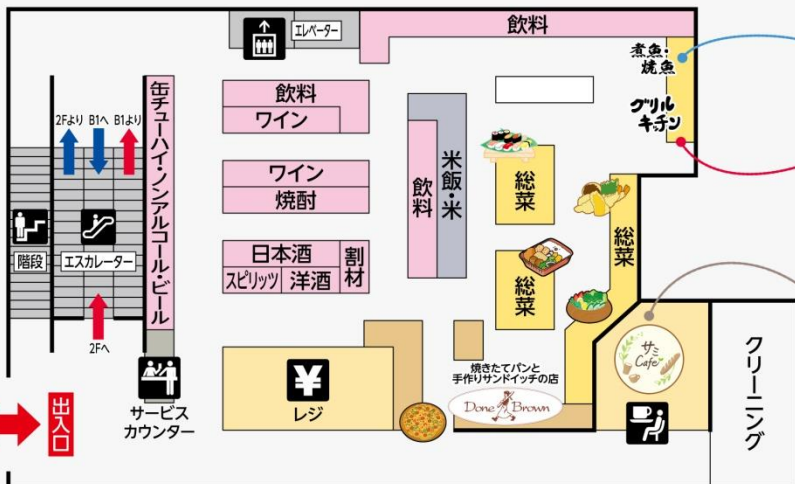 エレベーター
飲料
煮魚・
焼魚
グリル
キッチン
2Fより
B1へ
B1より
缶チューハイ・ノンアルコール・ビール
飲料
ワイン
ワイン
焼酎
日本酒
割材
スピリッツ
洋酒
飲料
米飯・米
総菜
総菜
総菜
階段
エスカレーター
2Fへ
サービス
カウンター
¥
レジ
焼きたてパンと
手作りサンドイッチの店
Done Brown
サミ
Cafe
クリーニング
出入口